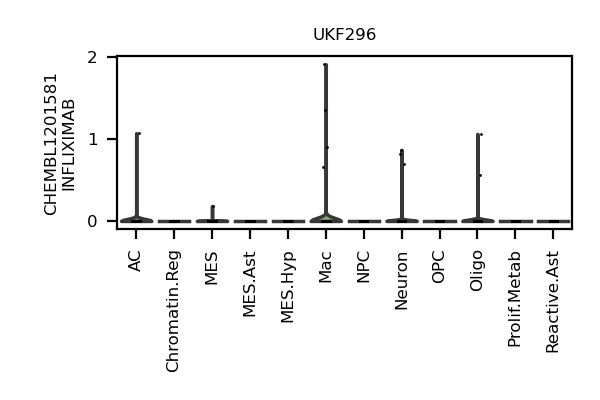 UKF296
CHEMBL1201581
INFLIXIMAB
2
1
0
AC
Chromatin.Reg
MES
MES.Ast
MES.Hyp
Mac
NPC
Neuron
OPC
Oligo
Prolif.Metab
Reactive.Ast